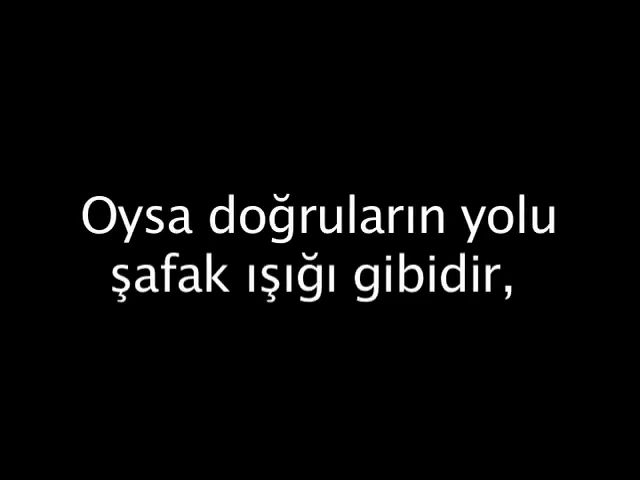 Oysa doğruların yolu
şafak ışığı gibidir,